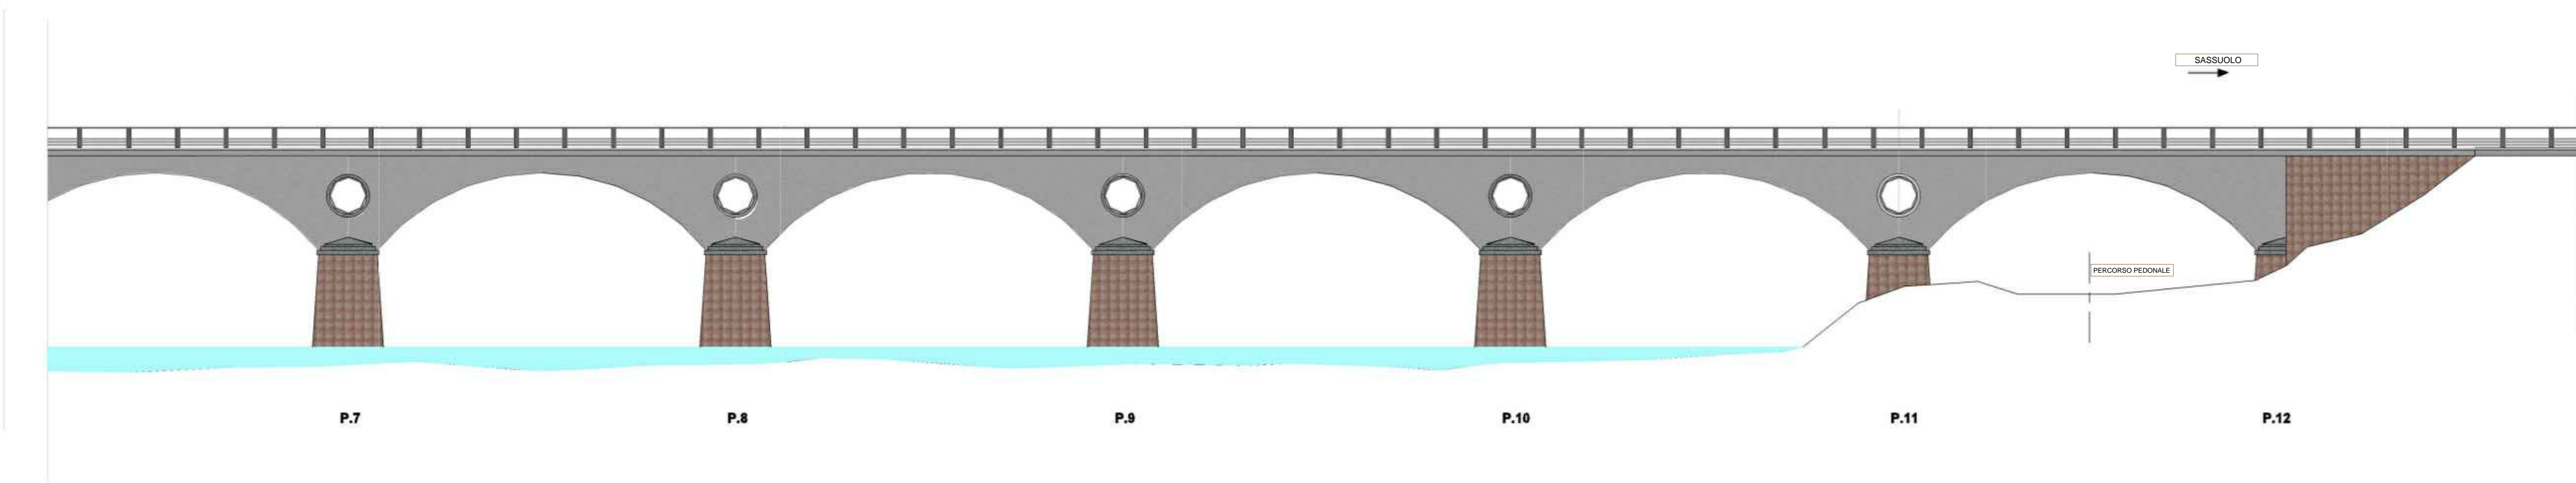 SASSUOLO
PERCORSO PEDONALE
P.7
P.8
P.9
P.10
P.11
P.12